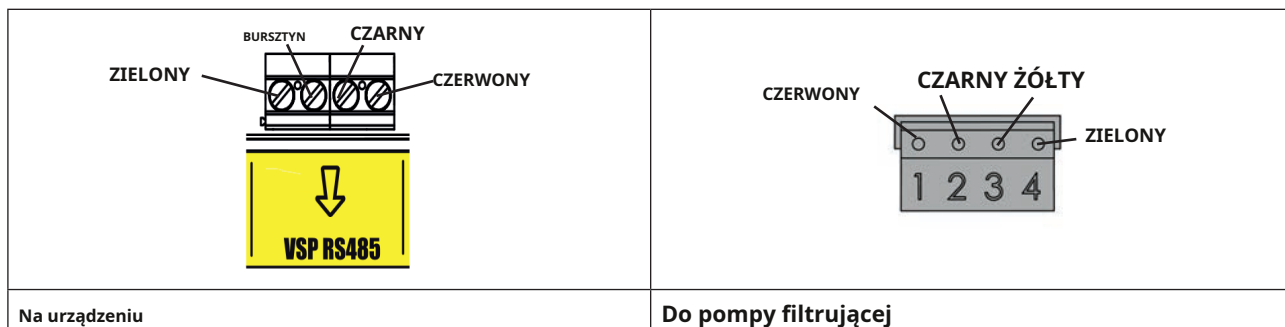 BURSZTYN
CZARNY
ZIELONY
CZERWONY
VSP RS485
Na urządzeniu
CZERWONY
CZARNY ŻÓŁTY
ZIELONY
1 2 3 4
Do pompy filtrującej